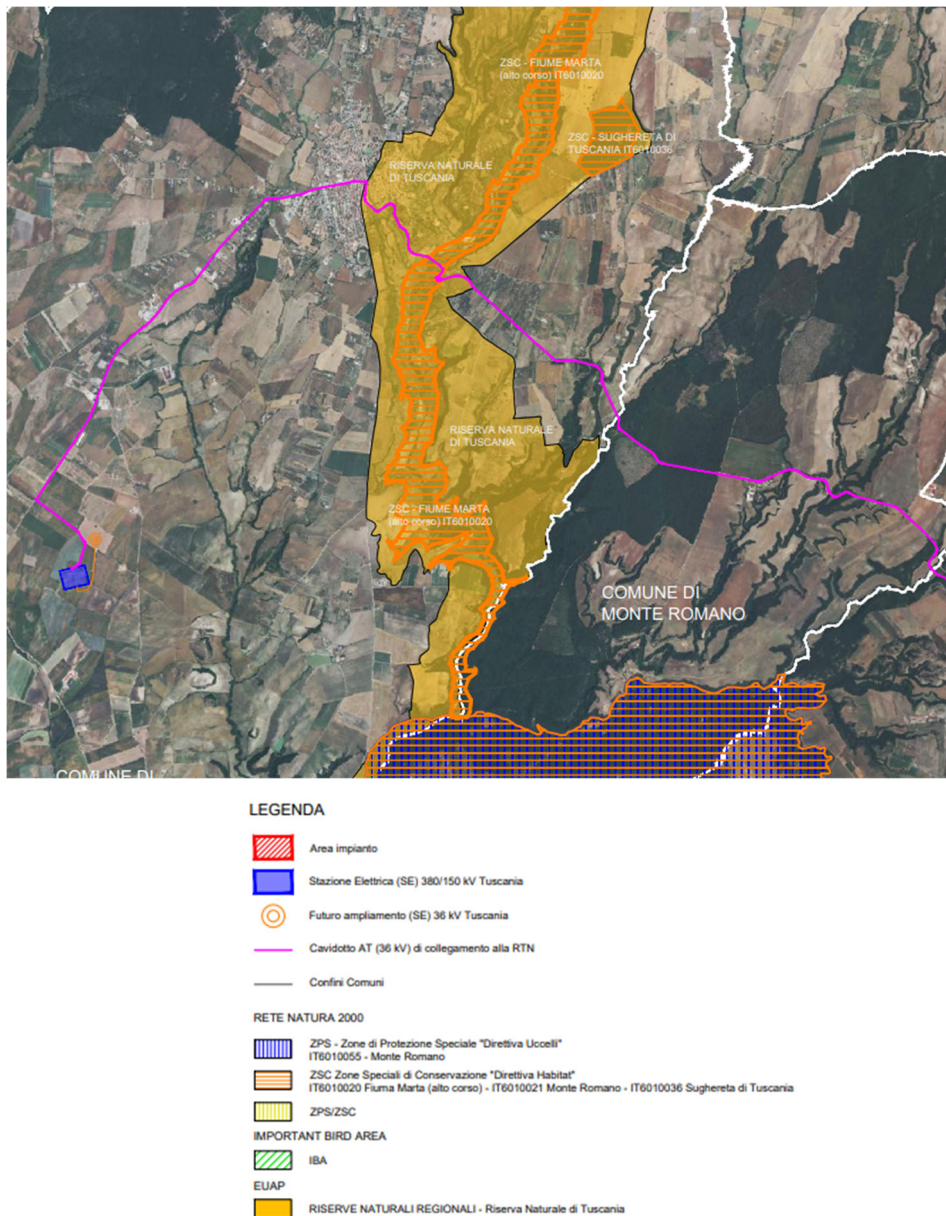 ZSC - FIUME MARTA
(alto corso) IT6010020
ZSC - SUGHERETA DI
TUSCANIA IT6010036
RISERVA NATURALE
DI TUSCANIA
RISERVA NATURALE
DI TUSCANIA
ZSC - FIUME MARTA
(alto corso) IT6010020
COMUNE DI
MONTE ROMANO
COMUNE DI
LEGENDA
Area impianto
Stazione Elettrica (SE) 380/150 kV Tuscania
Futuro ampliamento (SE) 36 kV Tuscania
Cavidotto AT (36 kV) di collegamento alla RTN
Confini Comuni
RETE NATURA 2000
ZPS - Zone di Protezione Speciale "Direttiva Uccelli"
IT6010055 - Monte Romano
ZSC Zone Speciali di Conservazione "Direttiva Habitat"
IT6010020 Fiuma Marta (alto corso) - IT6010021 Monte Romano - IT6010036 Sughereta di Tuscania
ZPS/ZSC
IMPORTANT BIRD AREA
IBA
EUAP
RISERVE NATURALI REGIONALI - Riserva Naturale di Tuscania